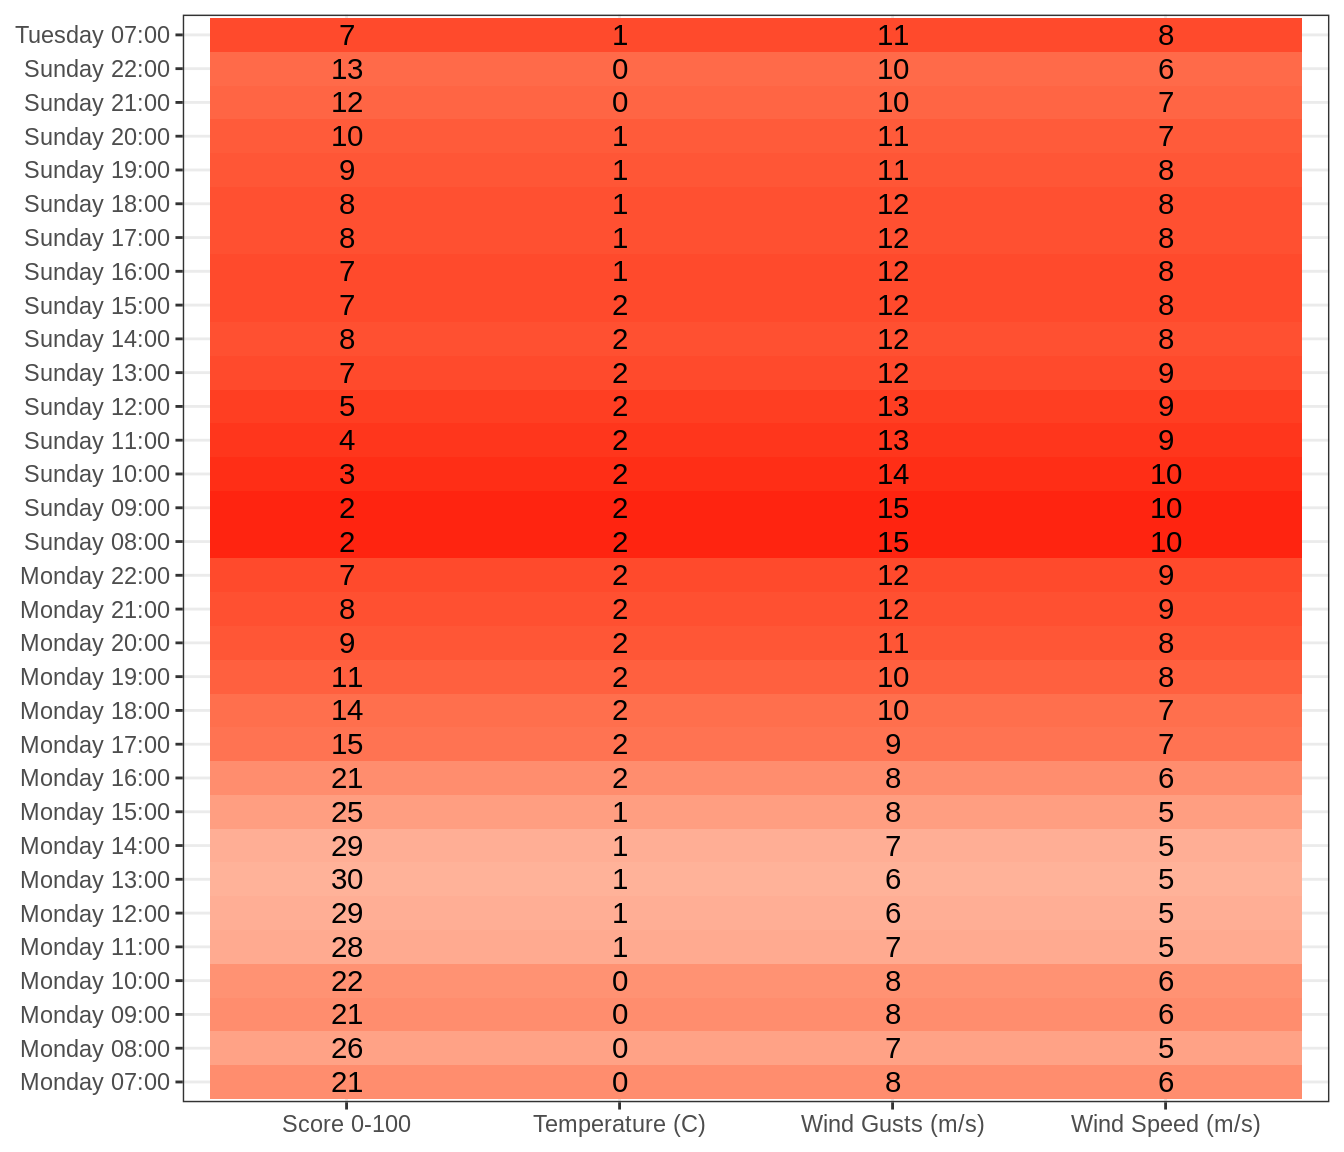 Tuesday 07:00 7 1 11 8
Sunday 22:00 13 0 10 6
Sunday 21:00 12 0 10 7
Sunday 20:00 10 1 11 7
Sunday 19:00 9 1 11 8
Sunday 18:00 8 1 12 8
Sunday 17:00 8 1 12 8
Sunday 16:00 7 1 12 8
Sunday 15:00 7 2 12 8
Sunday 14:00 8 2 12 8
Sunday 13:00 7 2 12 9
Sunday 12:00 5 2 13 9
Sunday 11:00 4 2 13 9
Sunday 10:00 3 2 14 10
Sunday 09:00 2 2 15 10
Sunday 08:00 2 2 15 10
Monday 22:00 7 2 12 9
Monday 21:00 8 2 12 9
Monday 20:00 9 2 11 8
Monday 19:00 11 2 10 8
Monday 18:00 14 2 10 7
Monday 17:00 15 2 9 7
Monday 16:00 21 2 8 6
Monday 15:00 25 1 8 5
Monday 14:00 29 1 7 5
Monday 13:00 30 1 6 5
Monday 12:00 29 1 6 5
Monday 11:00 28 1 7 5
Monday 10:00 22 0 8 6
Monday 09:00 21 0 8 6
Monday 08:00 26 0 7 5
Monday 07:00 21 0 8 6
Score 0-100 Temperature (C) Wind Gusts (m/s) Wind Speed (m/s)